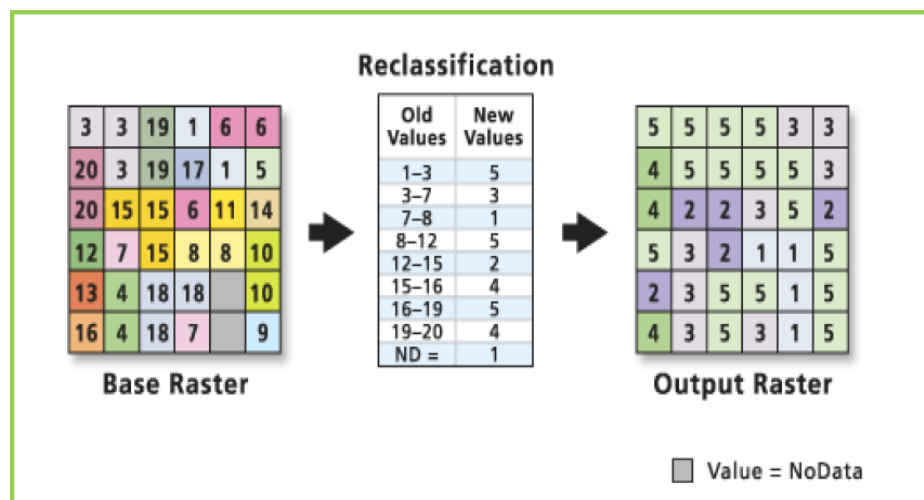 Reclassification
3 3 19 1 6 6
20 3 19 17 1 5
20 15 15 6 11 14
12 7 15 8 8 10
13 4 18 18 10
16 4 18 7 9
Base Raster
Old Values New Values
1–3 5
3–7 3
7–8 1
8–12 5
12–15 2
15–16 4
16–19 5
19–20 4
ND = 1
5 5 5 5 3 3
4 5 5 5 5 3
4 2 2 3 5 2
5 3 2 1 1 5
2 3 5 5 1 5
4 3 5 3 1 5
Output Raster
Value = NoData